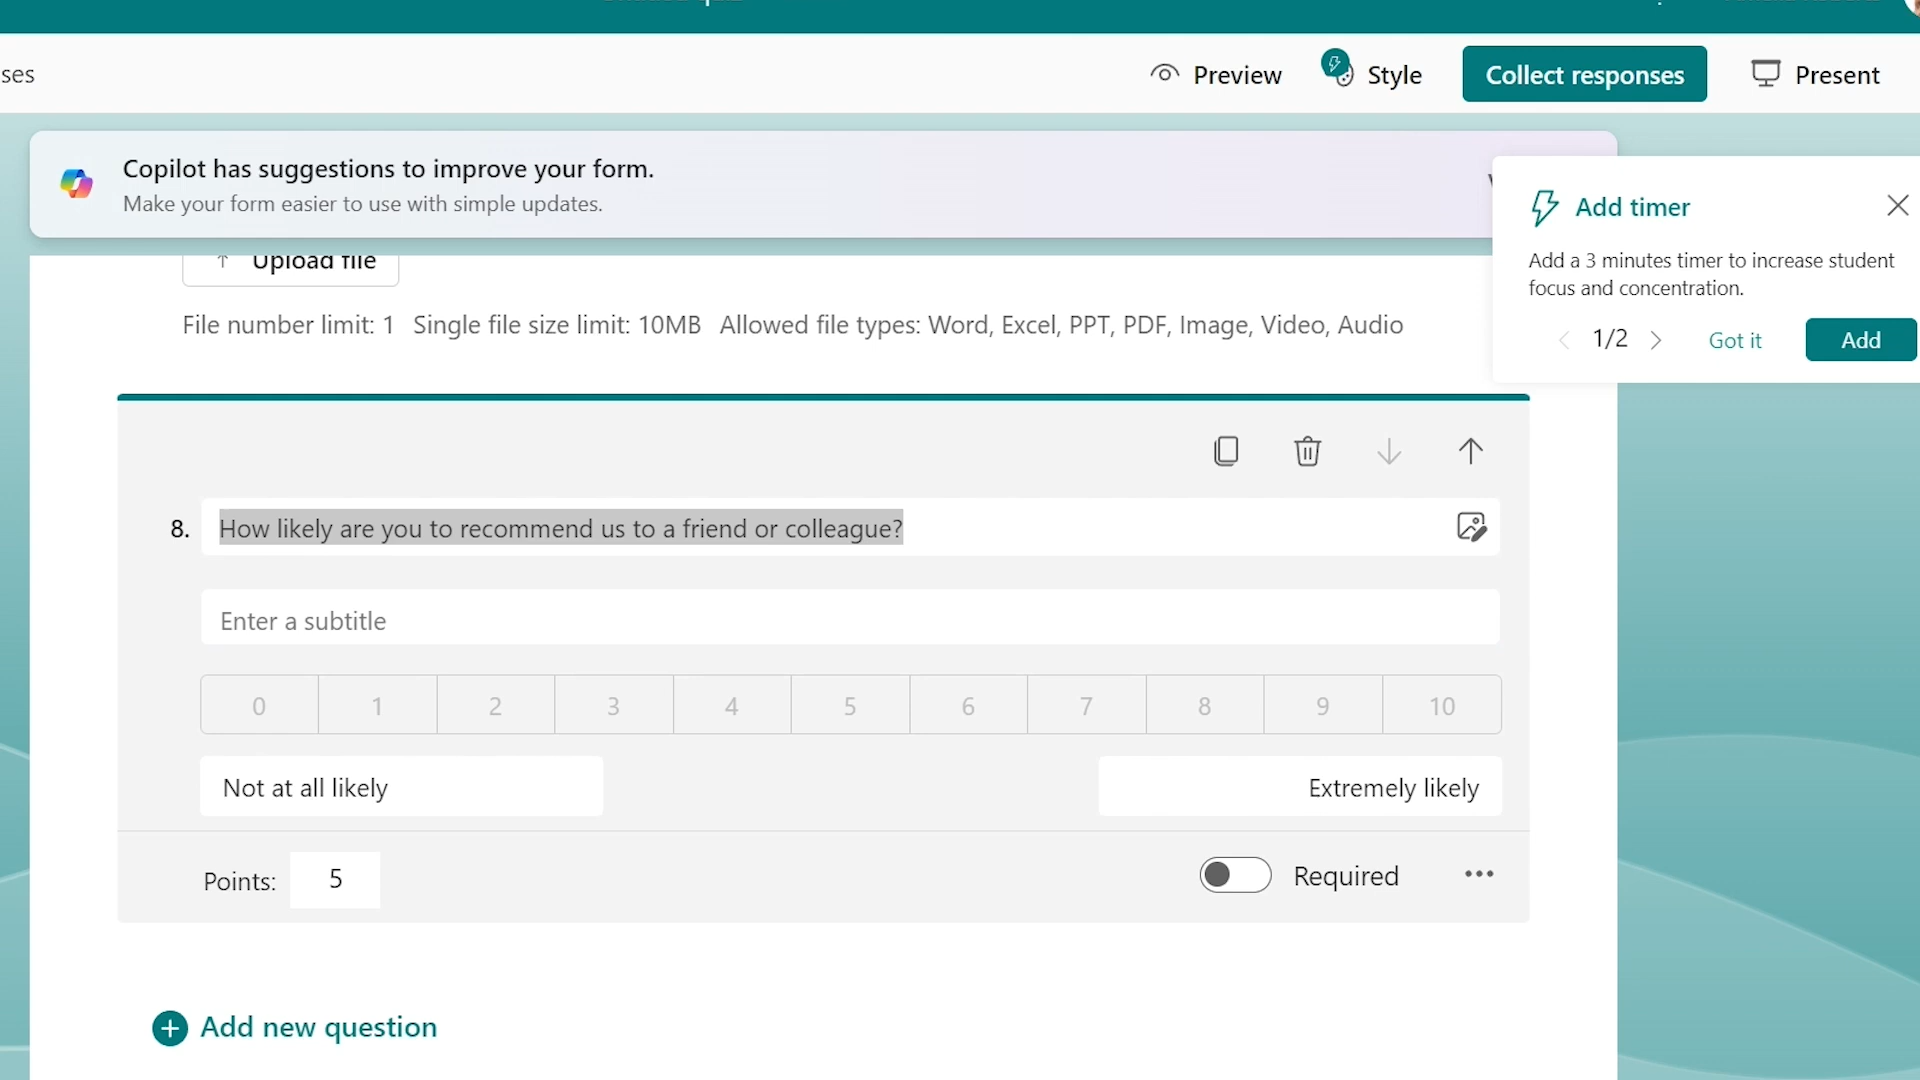 ses
Preview
Style
Collect responses
Present
Copilot has suggestions to improve your form.
Make your form easier to use with simple updates.
Add timer
Add a 3 minutes timer to increase student
focus and concentration.
1/2
Got it
Add
Upload file
File number limit: 1 Single file size limit: 10MB Allowed file types: Word, Excel, PPT, PDF, Image, Video, Audio
8. How likely are you to recommend us to a friend or colleague?
Enter a subtitle
0 1 2 3 4 5 6 7 8 9 10
Not at all likely
Extremely likely
Points: 5
Required
Add new question